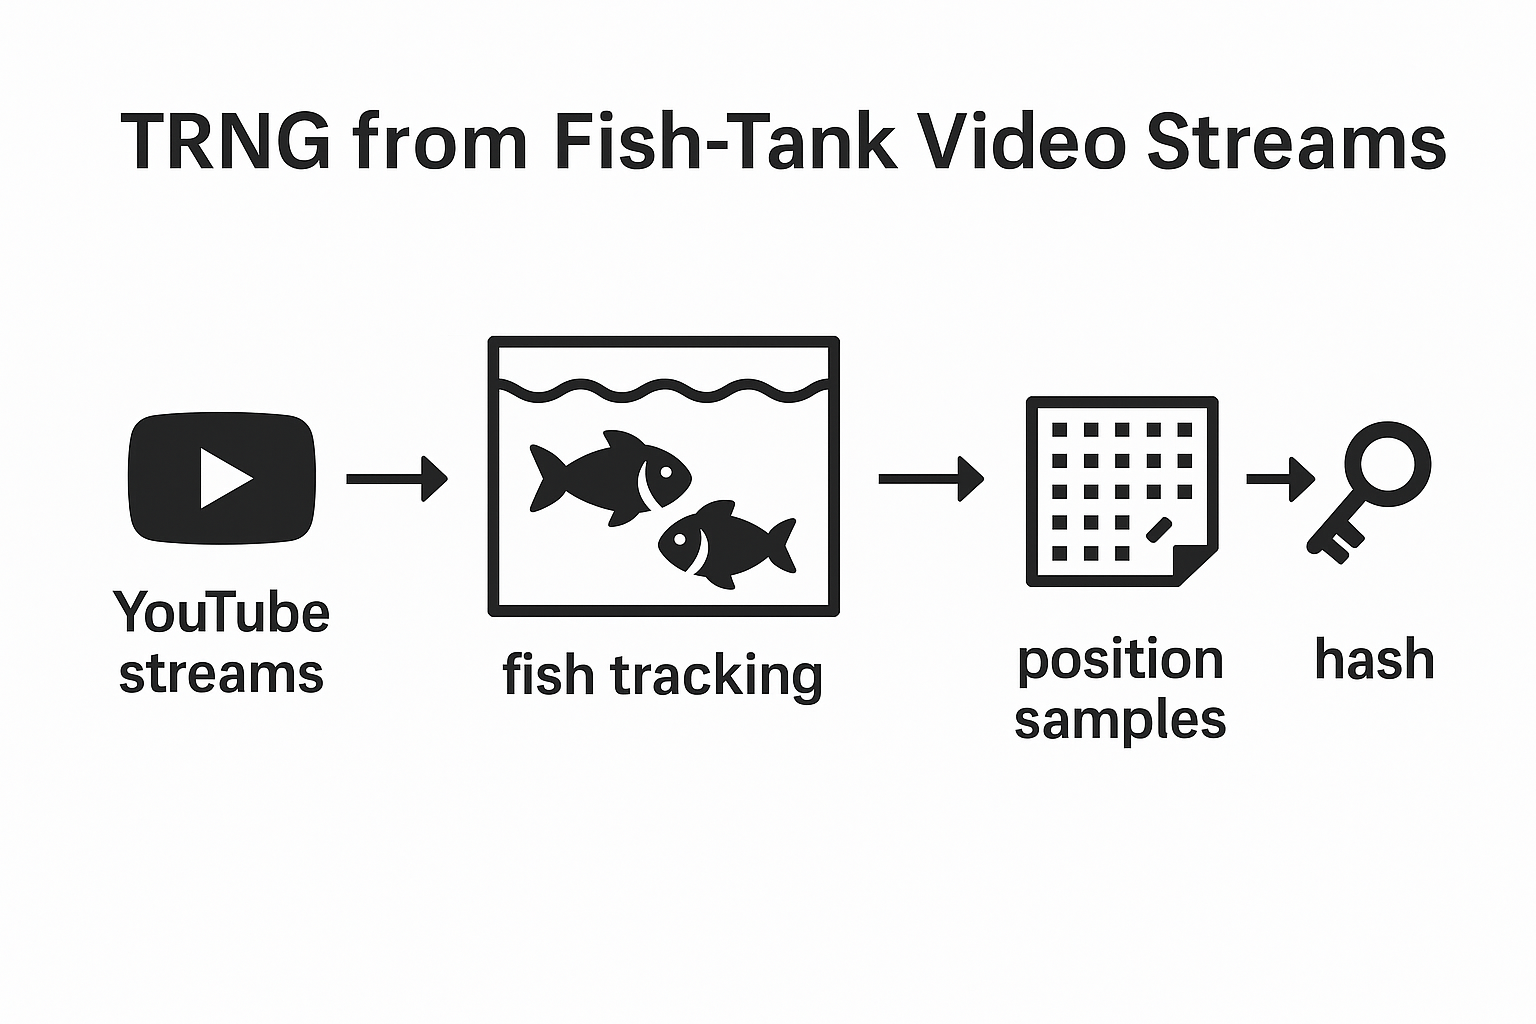 TRNG from Fish-Tank Video Streams
YouTube
streams
fish tracking
position
samples
hash